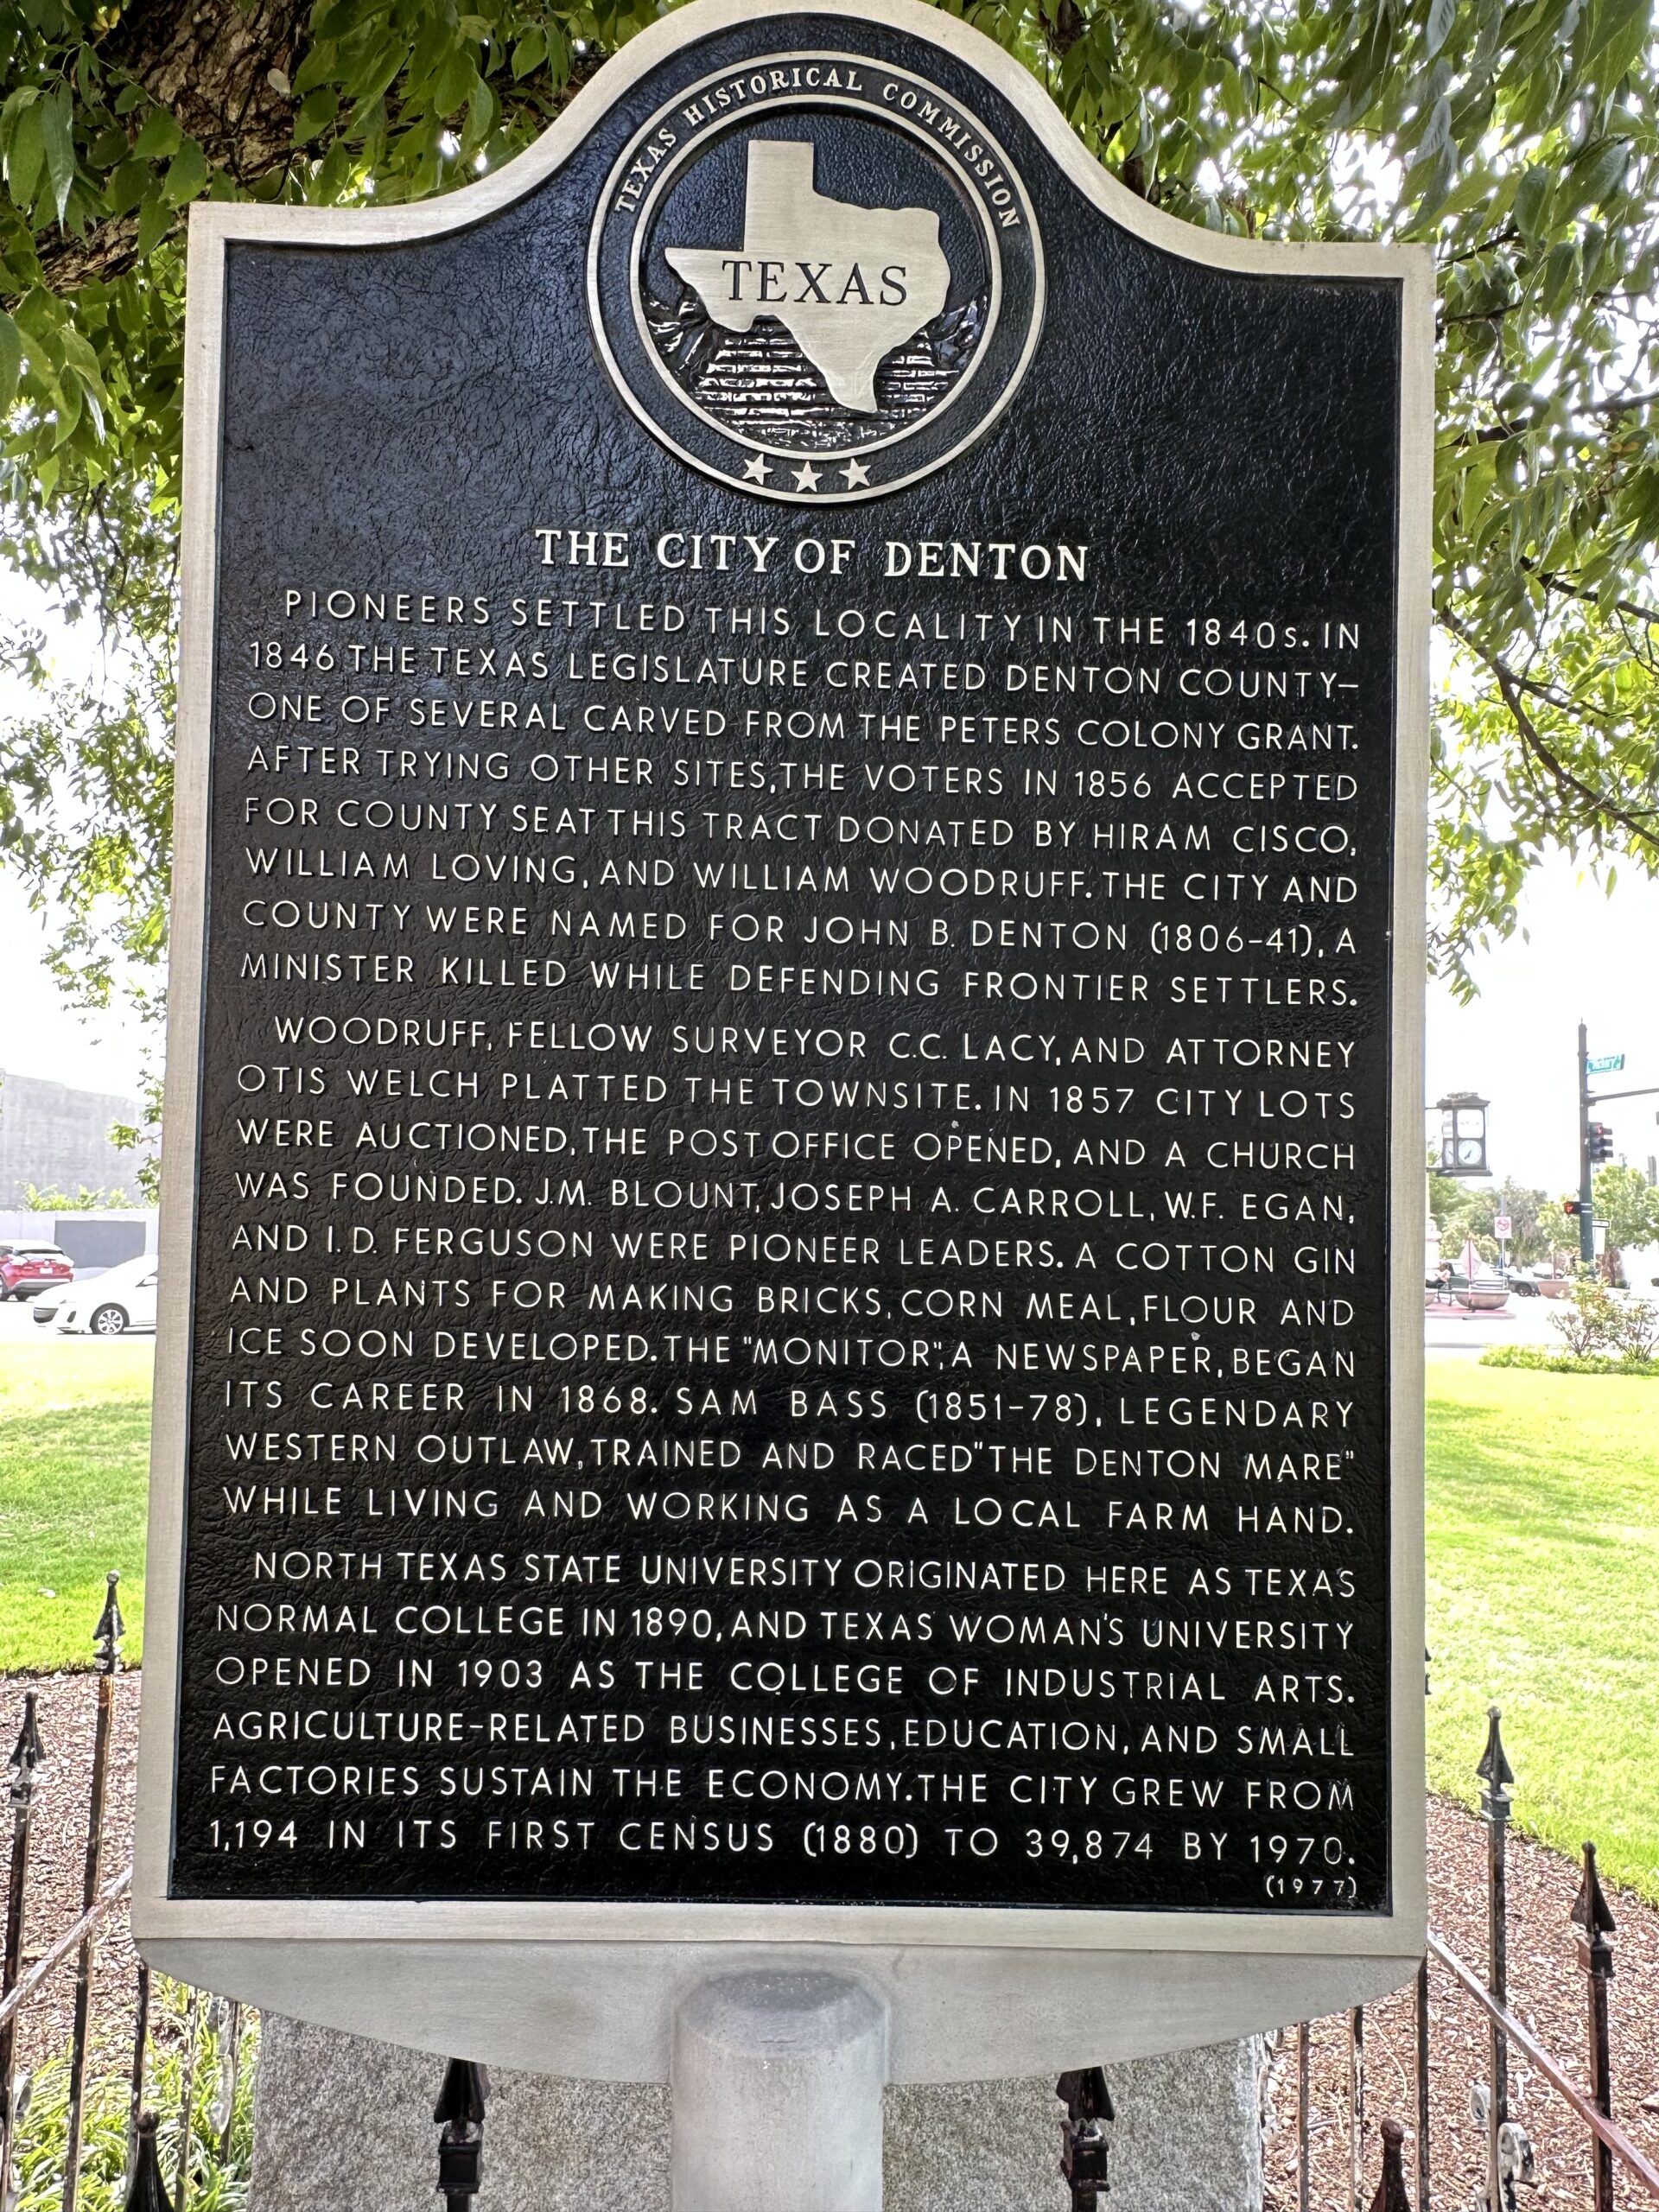 TEXAS HISTORICAL COMMISSION
TEXAS
THE CITY OF DENTON
PIONEERS SETTLED THIS LOCALITY IN THE 1840s. IN
1846 THE TEXAS LEGISLATURE CREATED DENTON COUNTY—
ONE OF SEVERAL CARVED FROM THE PETERS COLONY GRANT.
AFTER TRYING OTHER SITES, THE VOTERS IN 1856 ACCEPTED
FOR COUNTY SEAT THIS TRACT DONATED BY HIRAM CISCO,
WILLIAM LOVING, AND WILLIAM WOODRUFF. THE CITY AND
COUNTY WERE NAMED FOR JOHN B. DENTON (1806-41), A
MINISTER KILLED WHILE DEFENDING FRONTIER SETTLERS.
WOODRUFF, FELLOW SURVEYOR C.C. LACY, AND ATTORNEY
OTIS WELCH PLATTED THE TOWNSITE. IN 1857 CITY LOTS
WERE AUCTIONED, THE POST OFFICE OPENED, AND A CHURCH
WAS FOUNDED. J.M. BLOUNT, JOSEPH A. CARROLL, W.F. EGAN,
AND I.D. FERGUSON WERE PIONEER LEADERS. A COTTON GIN
AND PLANTS FOR MAKING BRICKS, CORN MEAL, FLOUR AND
ICE SOON DEVELOPED. THE "MONITOR", A NEWSPAPER, BEGAN
ITS CAREER IN 1868. SAM BASS (1851-78), LEGENDARY
WESTERN OUTLAW, TRAINED AND RACED "THE DENTON MARE"
WHILE LIVING AND WORKING AS A LOCAL FARM HAND.
NORTH TEXAS STATE UNIVERSITY ORIGINATED HERE AS TEXAS
NORMAL COLLEGE IN 1890, AND TEXAS WOMAN'S UNIVERSITY
OPENED IN 1903 AS THE COLLEGE OF INDUSTRIAL ARTS.
AGRICULTURE-RELATED BUSINESSES, EDUCATION, AND SMALL
FACTORIES SUSTAIN THE ECONOMY. THE CITY GREW FROM
1,194 IN ITS FIRST CENSUS (1880) TO 39,874 BY 1970.
(1977)